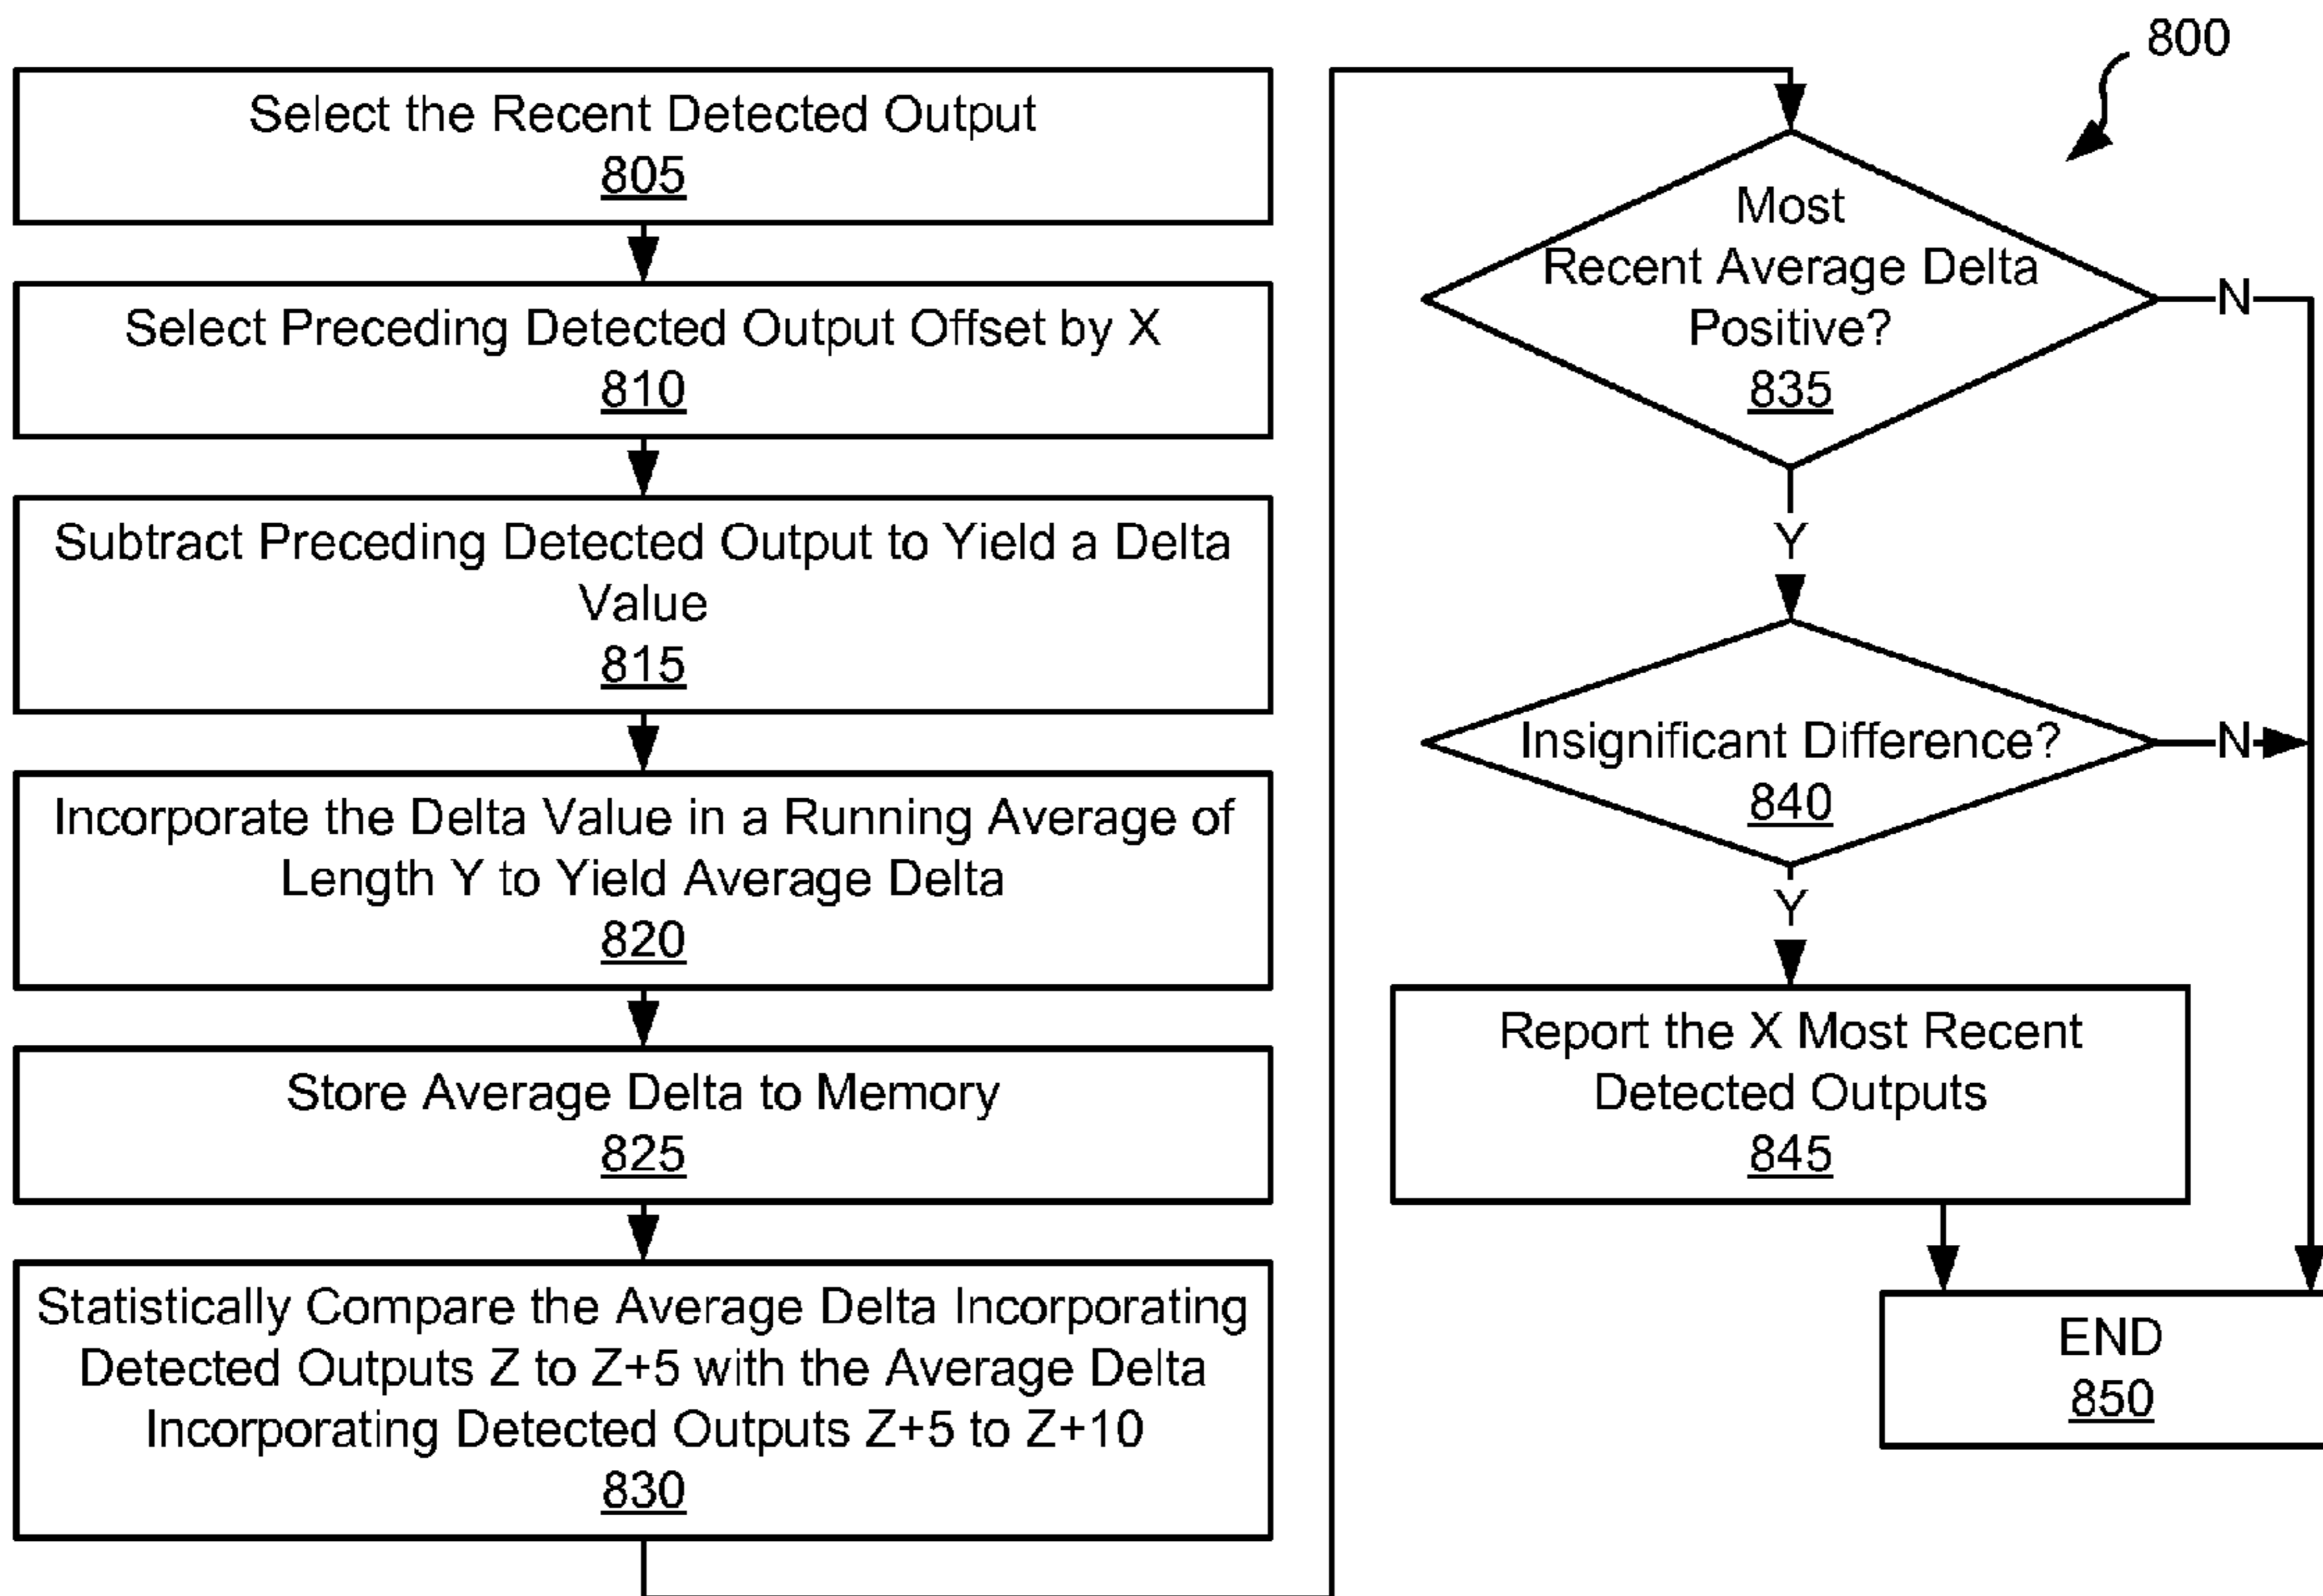 Select the Recent Detected Output
805
Select Preceding Detected Output Offset by X
810
Subtract Preceding Detected Output to Yield a Delta
Value
815
Incorporate the Delta Value in a Running Average of
Length Y to Yield Average Delta
820
Store Average Delta to Memory
825
Statistically Compare the Average Delta Incorporating
Detected Outputs Z to Z+5 with the Average Delta
Incorporating Detected Outputs Z+5 to Z+10
830
800
Most
Recent Average Delta
Positive?
835
N
Y
Insignificant Difference?
840
N
Y
Report the X Most Recent
Detected Outputs
845
END
850